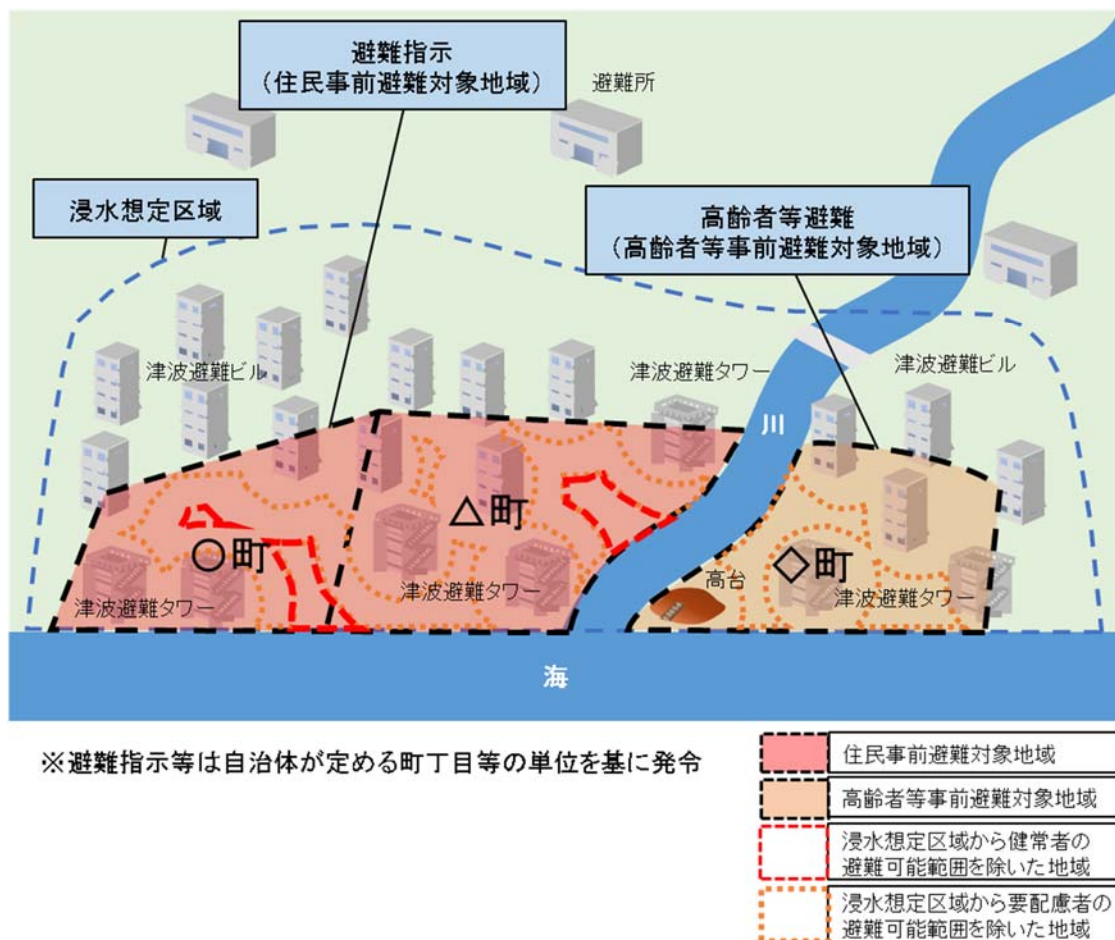 避難指示
（住民事前避難対象地域）
避難所
浸水想定区域
高齢者等避難
（高齢者等事前避難対象地域）
津波避難ビル
津波避難タワー
津波避難ビル
川
○町
△町
◇町
高台
津波避難タワー
津波避難タワー
津波避難タワー
海
※避難指示等は自治体が定める町丁目等の単位を基に発令
住民事前避難対象地域
高齢者等事前避難対象地域
浸水想定区域から健常者の
避難可能範囲を除いた地域
浸水想定区域から要配慮者の
避難可能範囲を除いた地域